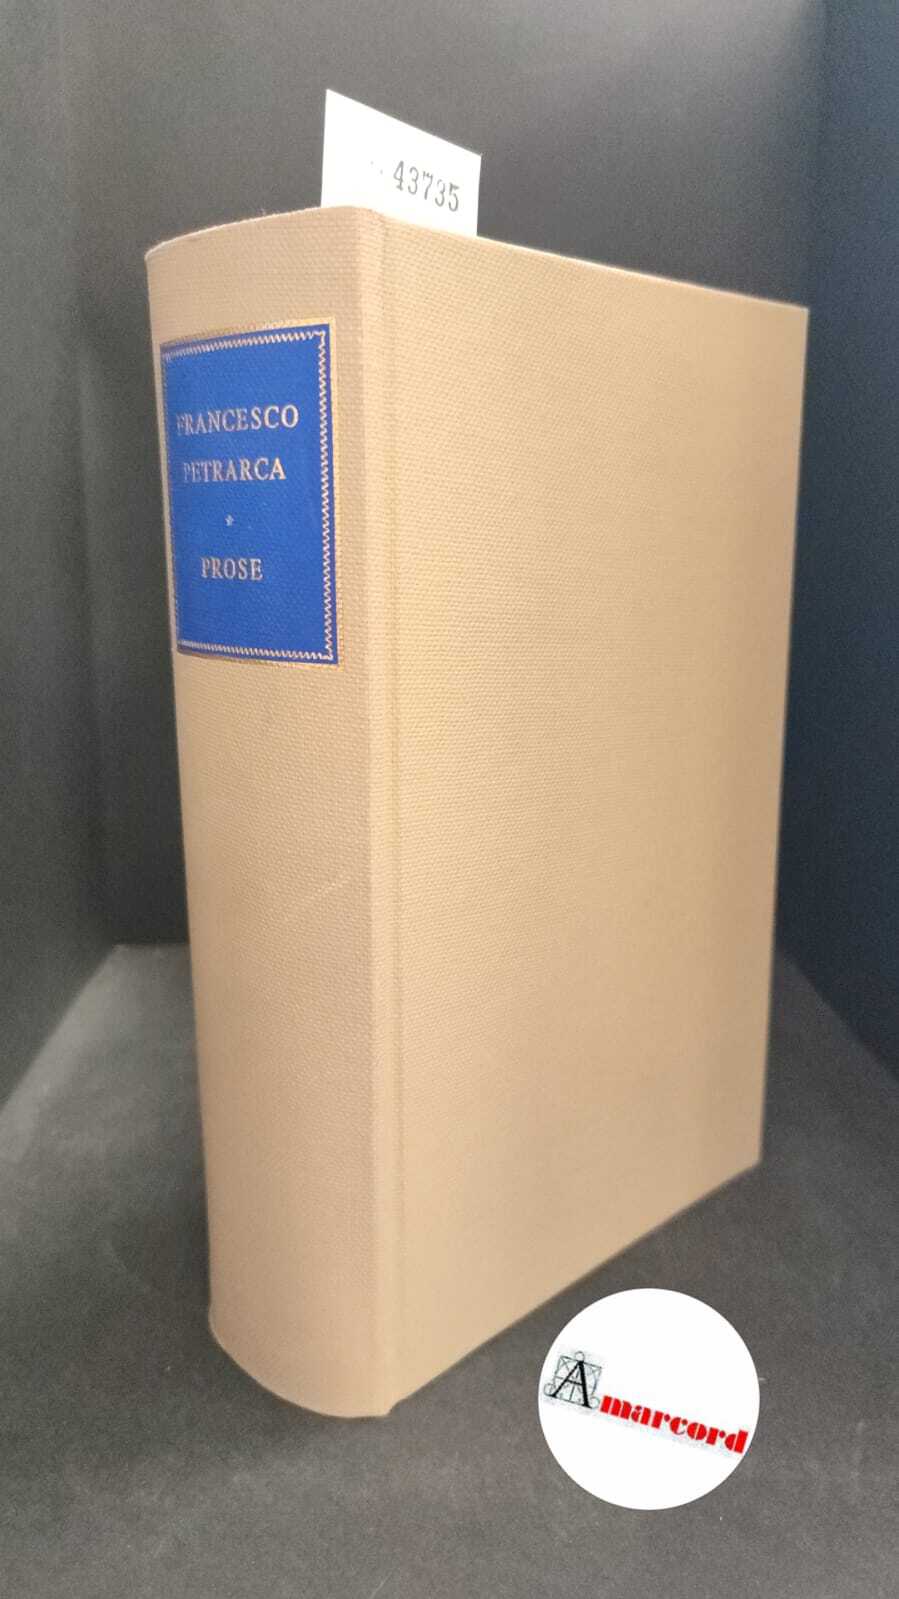 43735
FRANCESCO
PETRARCA
*
PROSE
Amarcord